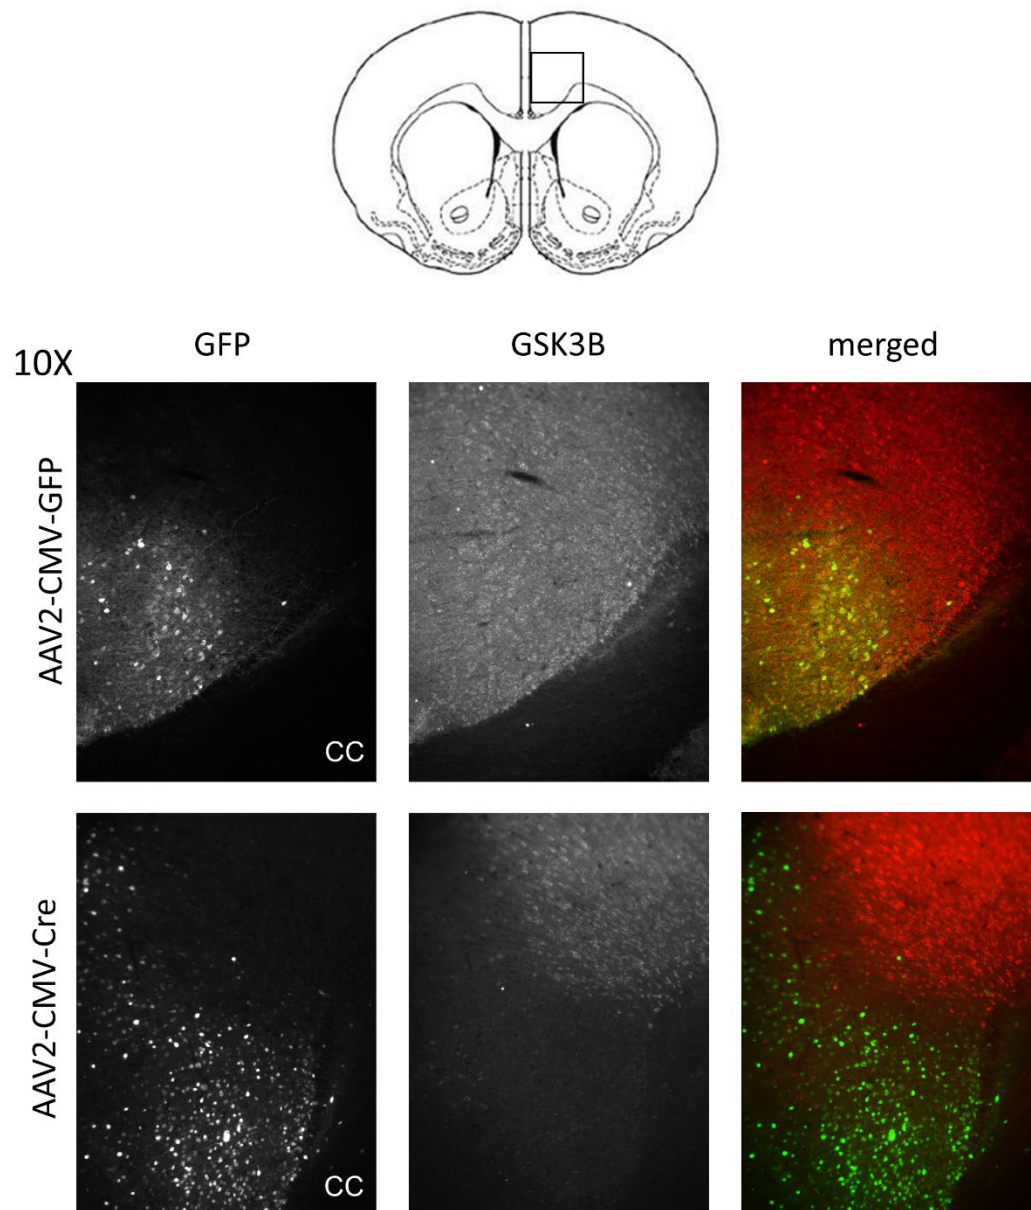 GFP GSK3B merged
10X
AAV2-CMV-GFP
CC
AAV2-CMV-Cre
CC